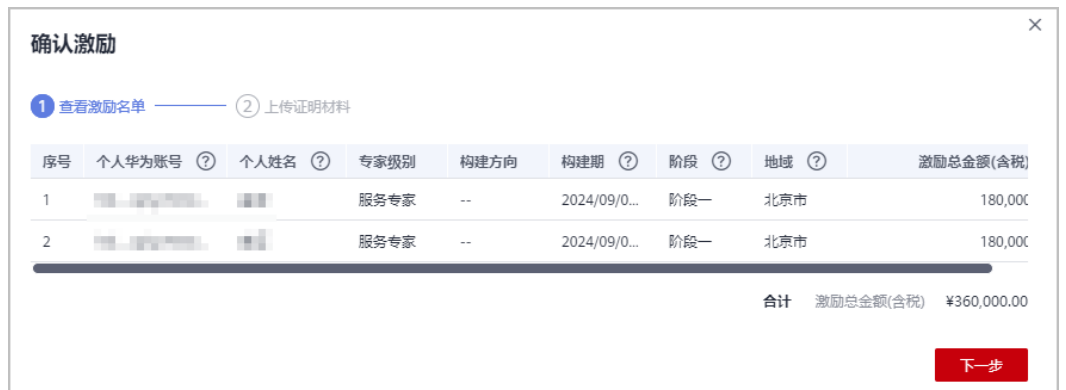 确认激励
1 查看激励名单 2 上传证明材料
序号 个人华为账号 ? 个人姓名 ? 专家级别 构建方向 构建期 ? 阶段 ? 地域 ? 激励总金额(含税)
1 服务专家 -- 2024/09/0... 阶段一 北京市 180,000
2 服务专家 -- 2024/09/0... 阶段一 北京市 180,000
合计 激励总金额(含税) ¥360,000.00
下一步